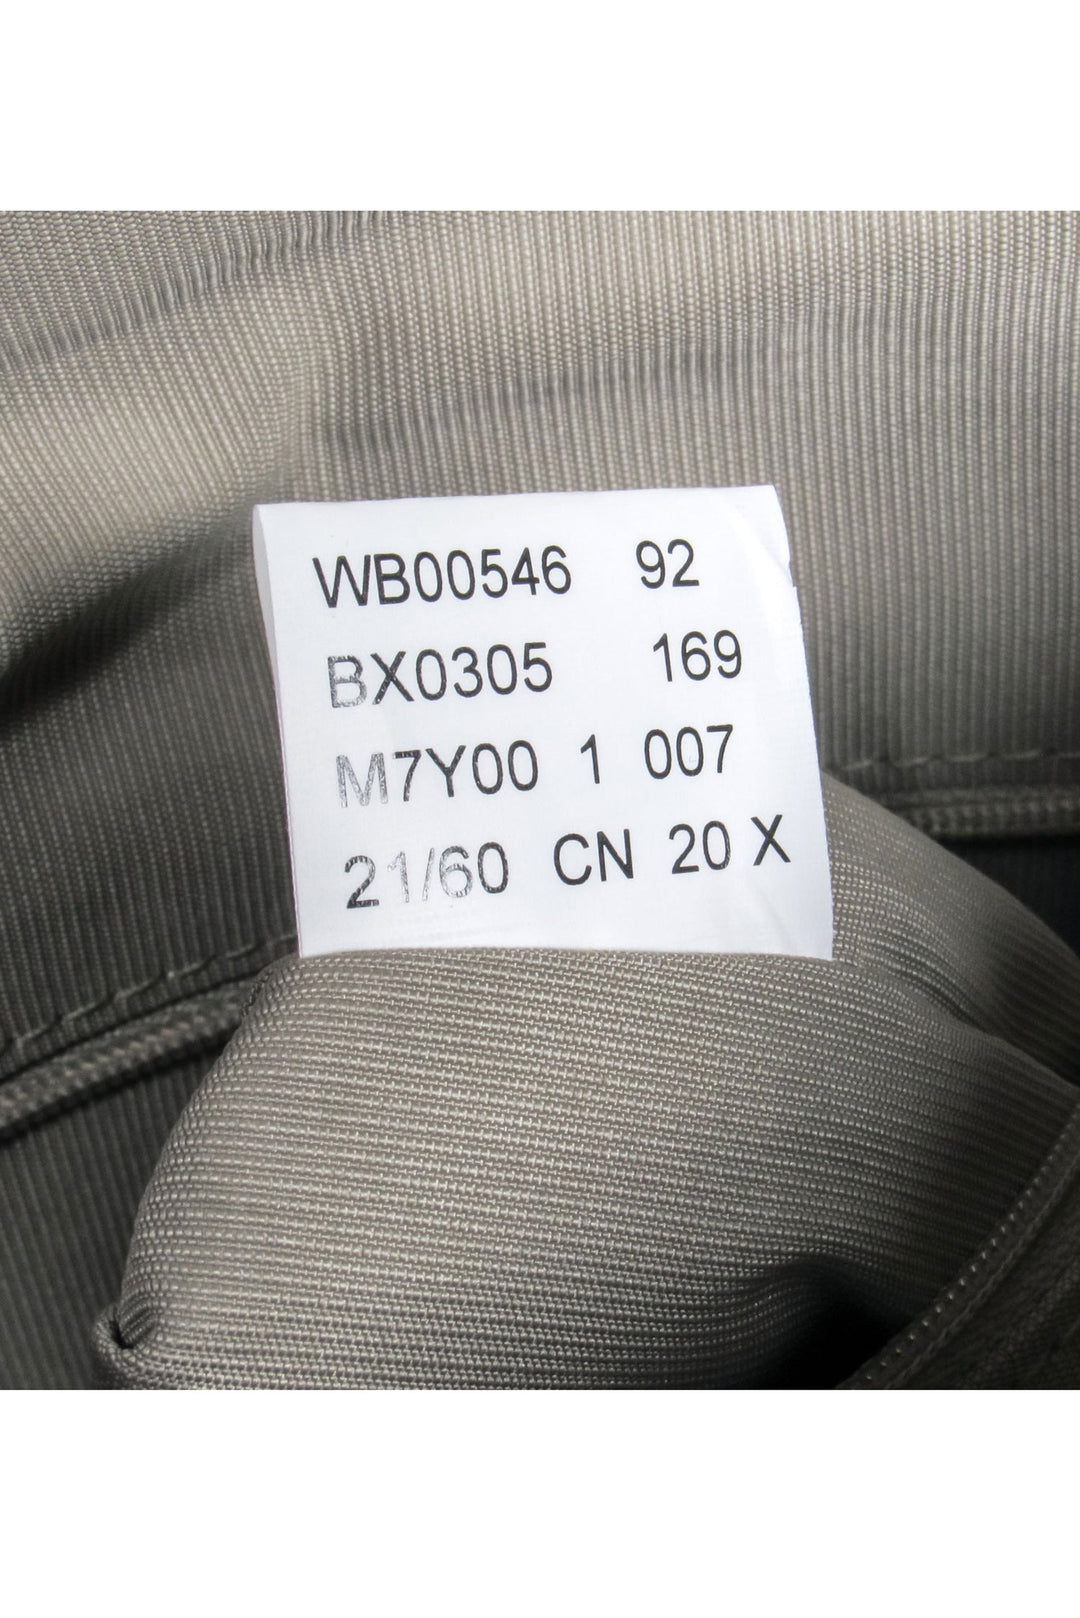 WB00546 92
BX0305 169
M7Y00 1 007
21/60 CN 20 X